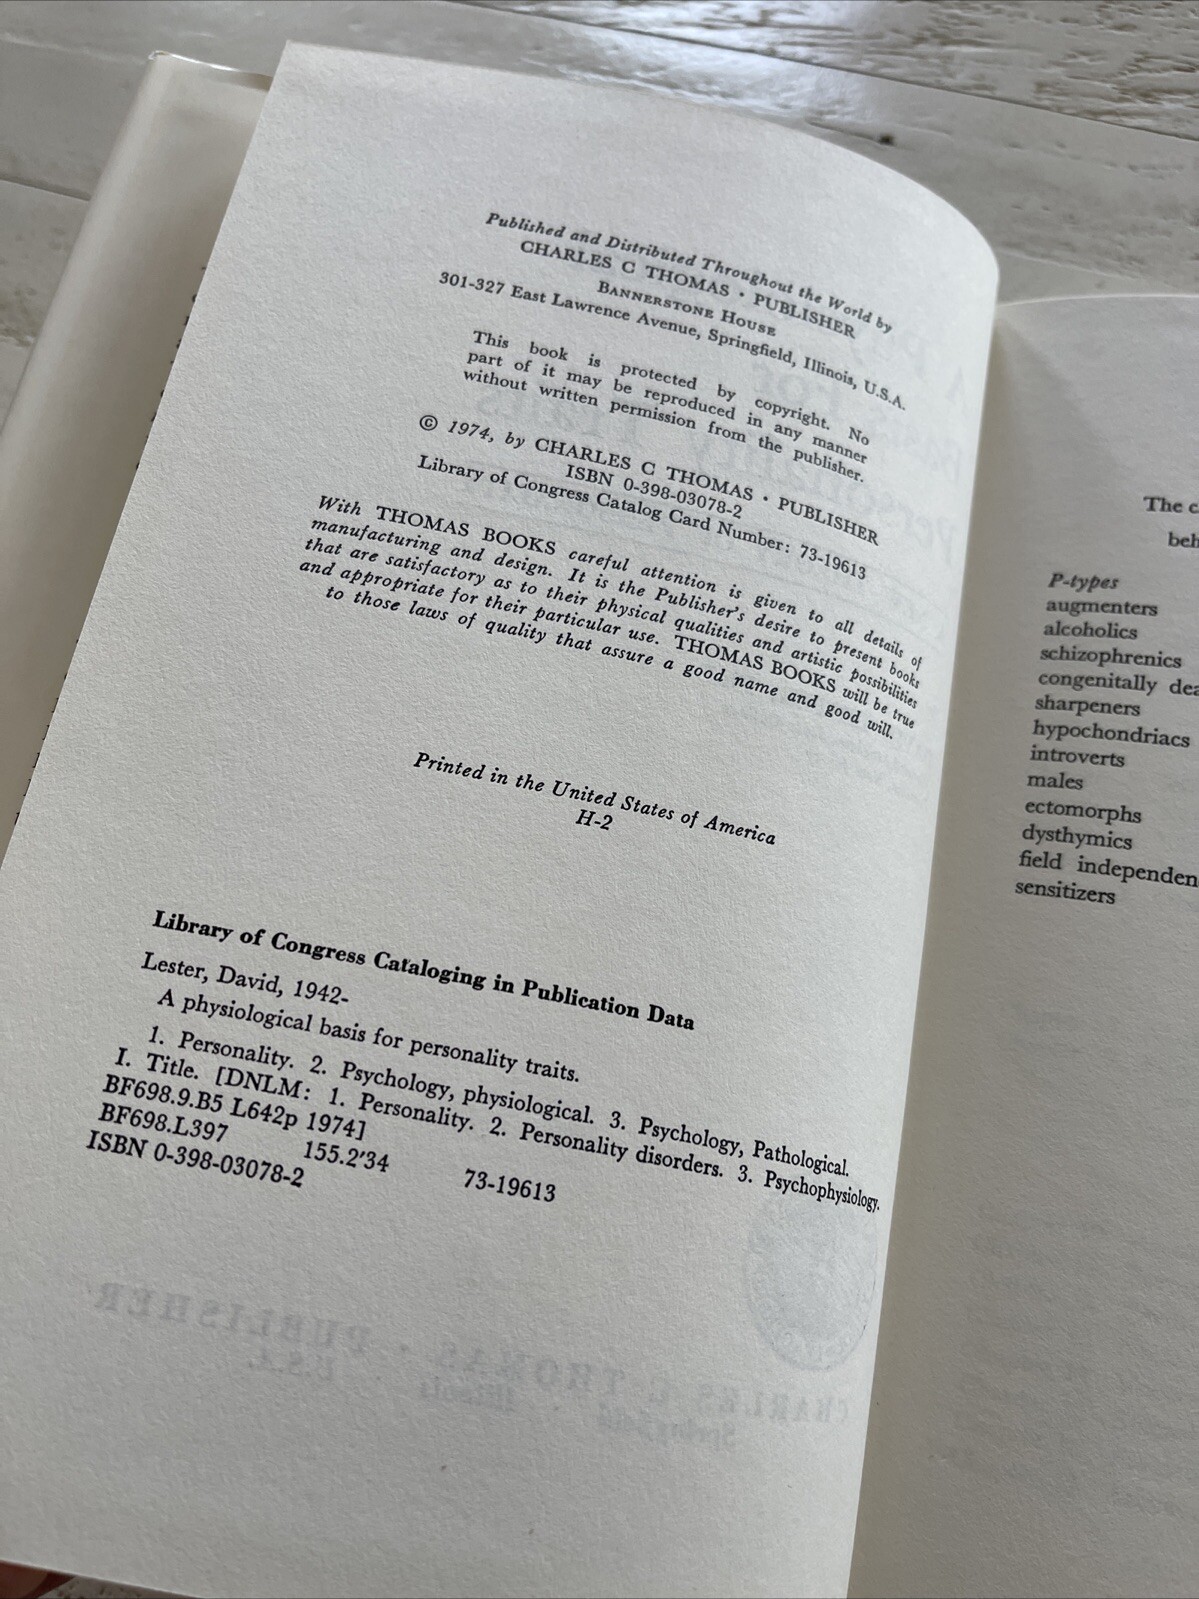 Published and Distributed Throughout the World by
CHARLES C THOMAS • PUBLISHER
BANNERSTONE HOUSE
301-327 East Lawrence Avenue, Springfield, Illinois, U.S.A.
This book is protected by copyright. No
part of it may be reproduced in any manner
without written permission from the publisher.
© 1974, by CHARLES C THOMAS • PUBLISHER
ISBN 0-398-03078-2
Library of Congress Catalog Card Number: 73-19613
With THOMAS BOOKS careful attention is given to all details of
manufacturing and design. It is the Publisher's desire to present books
that are satisfactory as to their physical qualities and artistic possibilities
and appropriate for their particular use. THOMAS BOOKS will be true
to those laws of quality that assure a good name and good will.
Printed in the United States of America
H-2
Library of Congress Cataloging in Publication Data
Lester, David, 1942-
A physiological basis for personality traits.
1. Personality. 2. Psychology, physiological. 3. Psychology, Pathological.
I. Title. [DNLM: 1. Personality. 2. Personality disorders. 3. Psychophysiology.
BF698.9.B5 L642p 1974]
BF698.L397 155.2'34 73-19613
ISBN 0-398-03078-2
CHARLES C THOMAS • PUBLISHER
Springfield • Illinois • U.S.A.
The
P-types
augmenters
alcoholics
schizophrenics
congenitally
sharpeners
hypochondriacs
introverts
males
ectomorphs
dysthymics
field
sensitizers